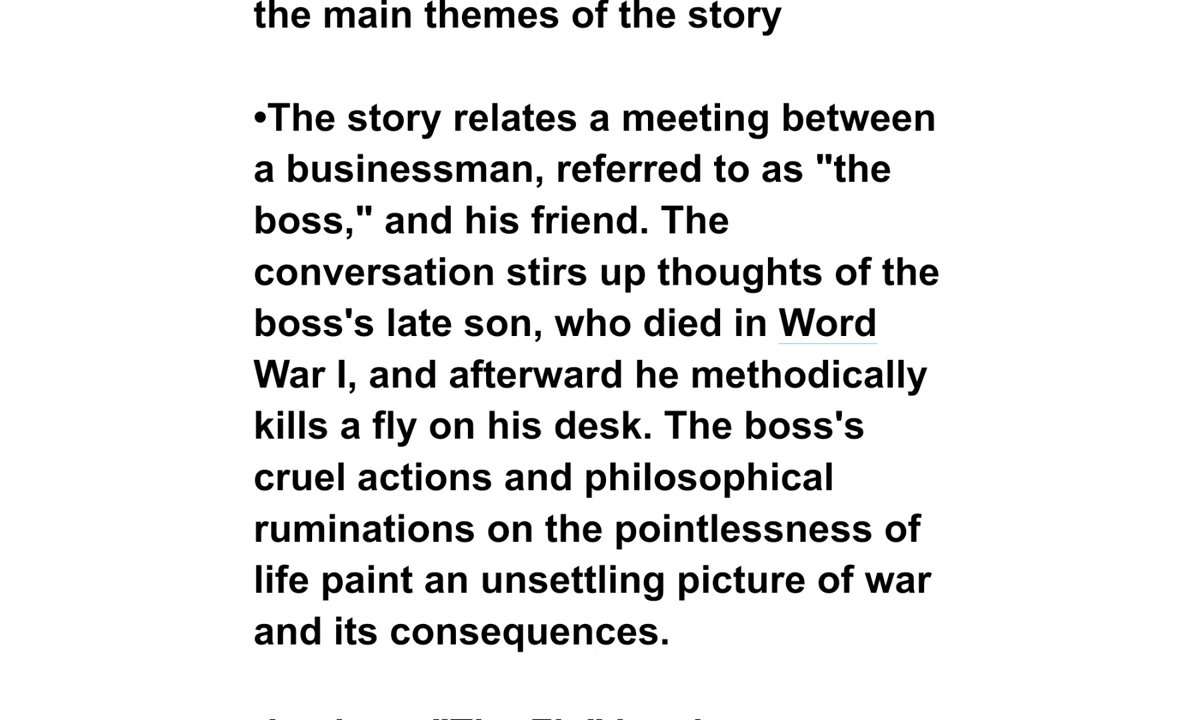 the main themes of the story
•The story relates a meeting between
a businessman, referred to as "the
boss," and his friend. The
conversation stirs up thoughts of the
boss's late son, who died in Word
War I, and afterward he methodically
kills a fly on his desk. The boss's
cruel actions and philosophical
ruminations on the pointlessness of
life paint an unsettling picture of war
and its consequences.